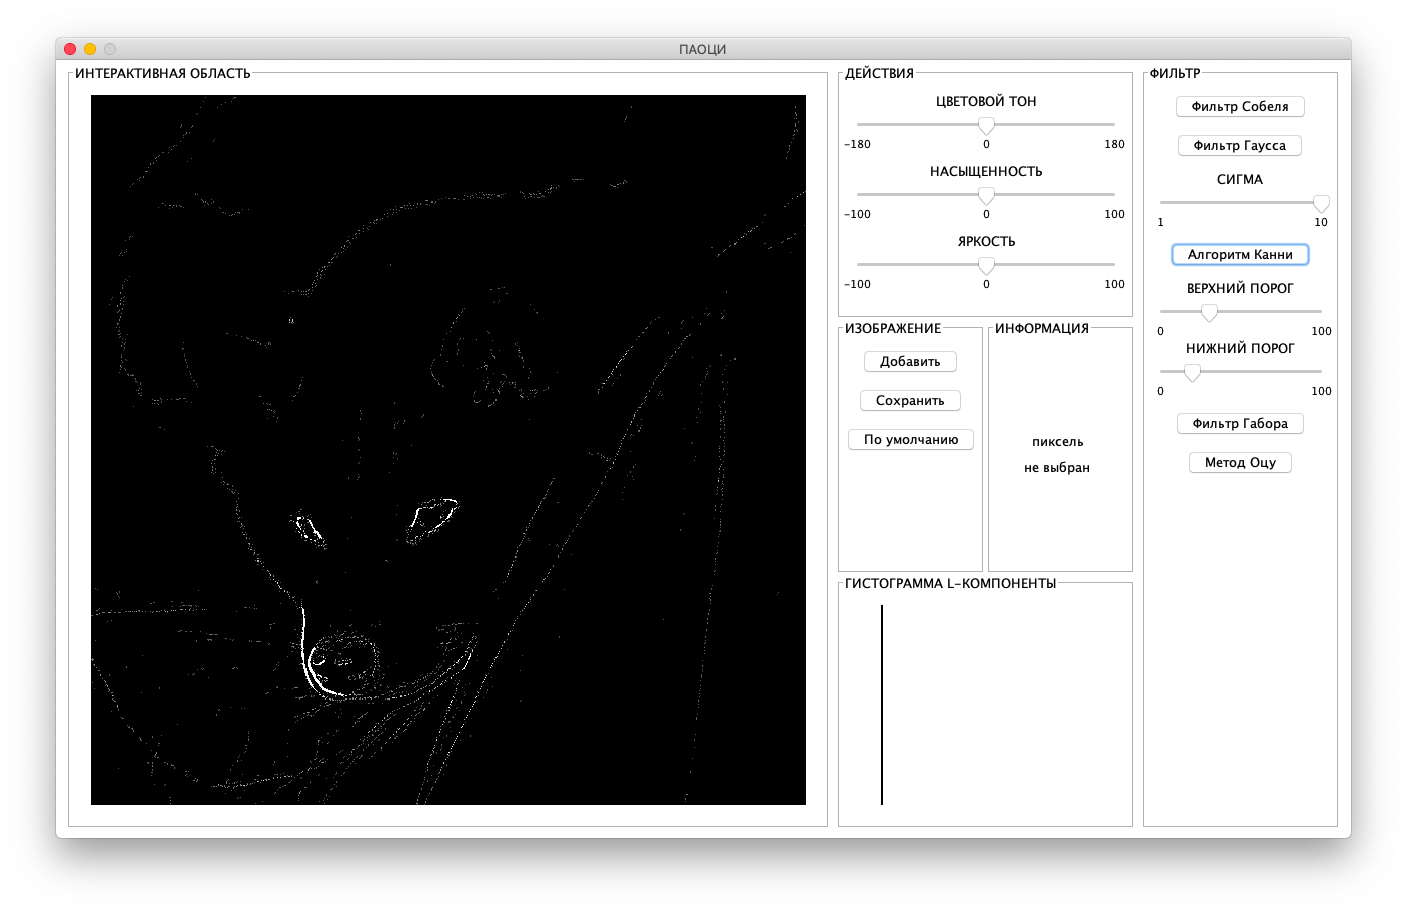 ПАОЦИ
ИНТЕРАКТИВНАЯ ОБЛАСТЬ
ДЕЙСТВИЯ
ЦВЕТОВОЙ ТОН
-180 0 180
НАСЫЩЕННОСТЬ
-100 0 100
ЯРКОСТЬ
-100 0 100
ИЗОБРАЖЕНИЕ
Добавить
Сохранить
По умолчанию
ИНФОРМАЦИЯ
пиксель
не выбран
ГИСТОГРАММА L-КОМПОНЕНТЫ
ФИЛЬТР
Фильтр Собеля
Фильтр Гаусса
СИГМА
1 10
Алгоритм Канни
ВЕРХНИЙ ПОРОГ
0 100
НИЖНИЙ ПОРОГ
0 100
Фильтр Габора
Метод Оцу